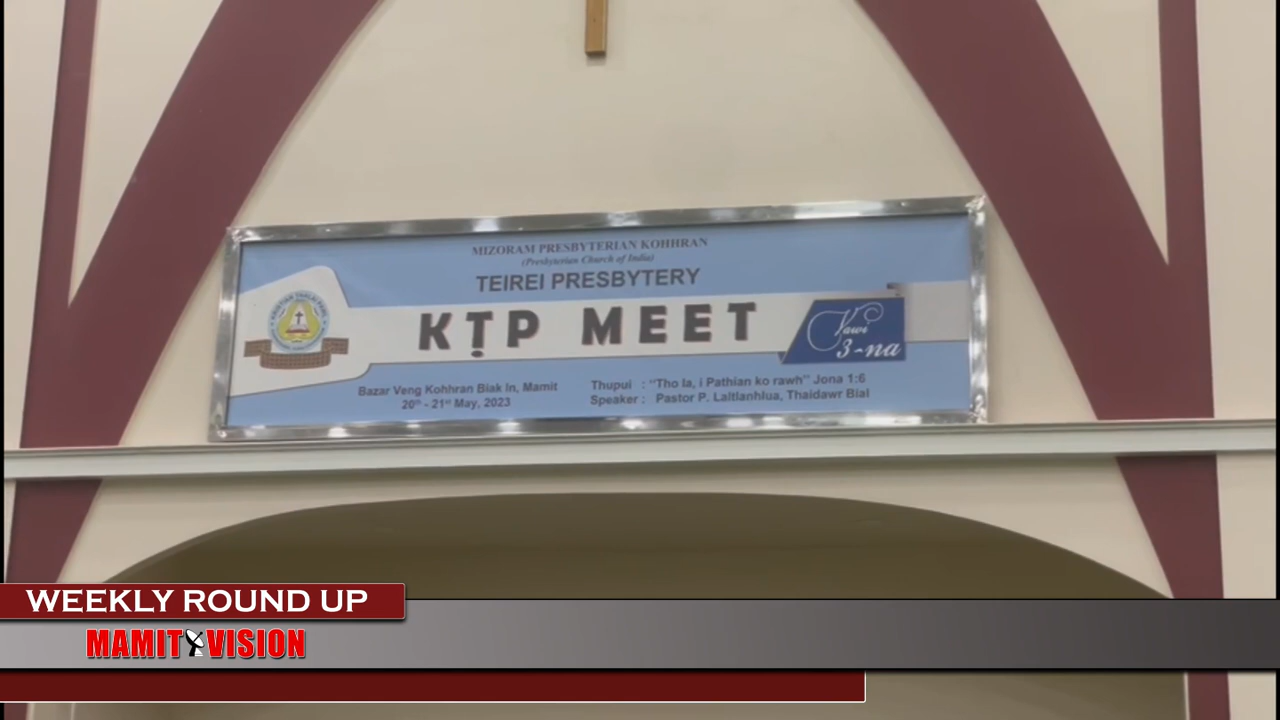 MIZORAM PRESBYTERIAN KOHHRAN
(Presbyterian Church of India)
TEIREI PRESBYTERY
KṬP MEET
Vawi
3-na
Bazar Veng Kohhran Biak In, Mamit
20th - 21st May, 2023
Thupui : “Tho la, i Pathian ko rawh” Jona 1:6
Speaker : Pastor P. Laltlanhlua, Thaidawr Bial
WEEKLY ROUND UP
MAMIT VISION